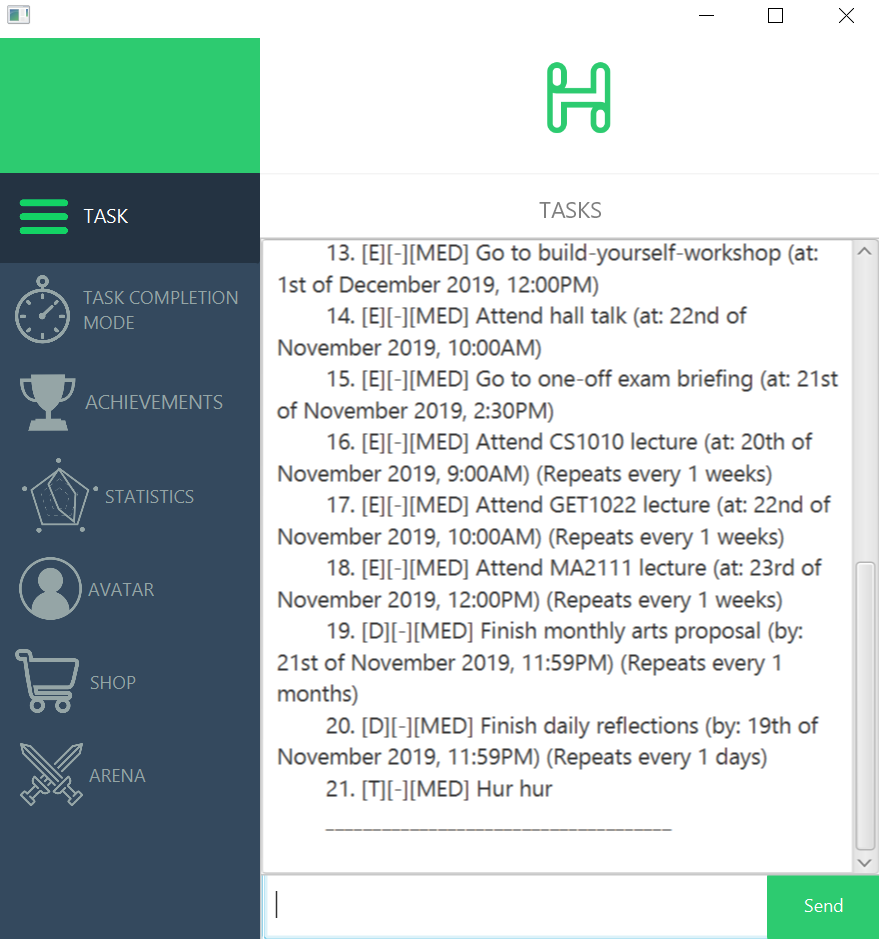 TASK
TASK COMPLETION
MODE
ACHIEVEMENTS
STATISTICS
AVATAR
SHOP
ARENA
TASKS
13. [E][-][MED] Go to build-yourself-workshop (at:
1st of December 2019, 12:00PM)
14. [E][-][MED] Attend hall talk (at: 22nd of
November 2019, 10:00AM)
15. [E][-][MED] Go to one-off exam briefing (at: 21st
of November 2019, 2:30PM)
16. [E][-][MED] Attend CS1010 lecture (at: 20th of
November 2019, 9:00AM) (Repeats every 1 weeks)
17. [E][-][MED] Attend GET1022 lecture (at: 22nd of
November 2019, 10:00AM) (Repeats every 1 weeks)
18. [E][-][MED] Attend MA2111 lecture (at: 23rd of
November 2019, 12:00PM) (Repeats every 1 weeks)
19. [D][-][MED] Finish monthly arts proposal (by:
21st of November 2019, 11:59PM) (Repeats every 1
months)
20. [D][-][MED] Finish daily reflections (by: 19th of
November 2019, 11:59PM) (Repeats every 1 days)
21. [T][-][MED] Hur hur
_____________________________________
Send